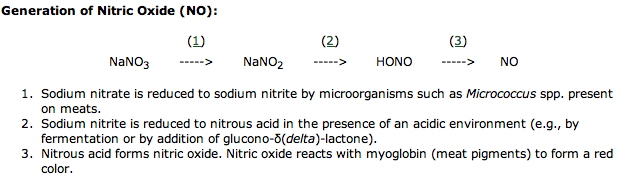 Generation of Nitric Oxide (NO):
(1) (2) (3)
NaNO₃ -----> NaNO₂ -----> HONO -----> NO
1. Sodium nitrate is reduced to sodium nitrite by microorganisms such as Micrococcus spp. present
on meats.
2. Sodium nitrite is reduced to nitrous acid in the presence of an acidic environment (e.g., by
fermentation or by addition of glucono-δ(delta)-lactone).
3. Nitrous acid forms nitric oxide. Nitric oxide reacts with myoglobin (meat pigments) to form a red
color.